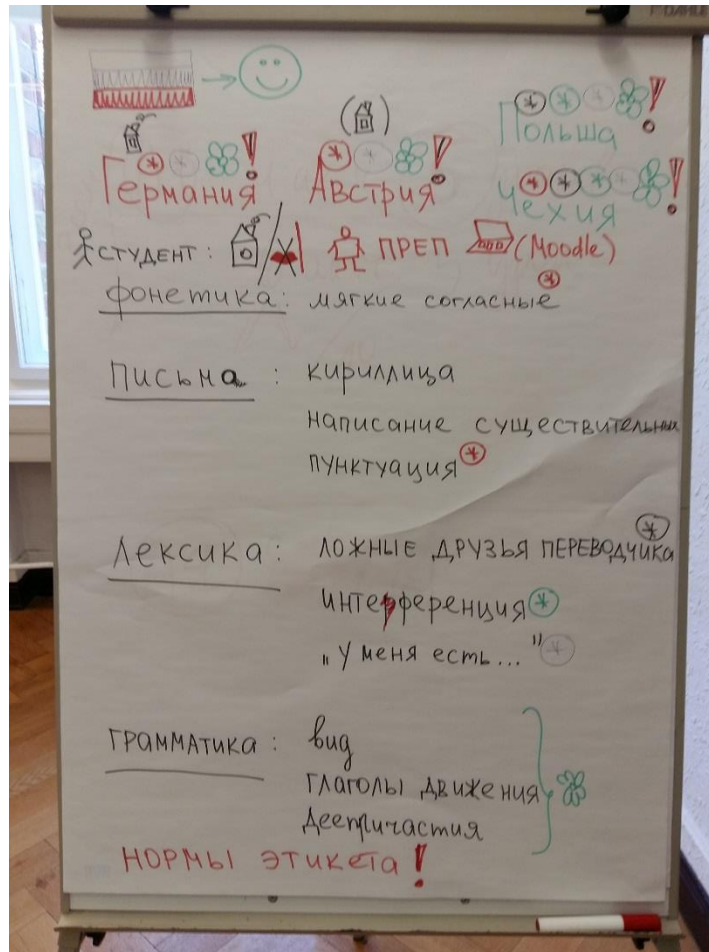 Польша!
Германия! Австрия! Чехия!
студент: / преп (Moodle)
фонетика: мягкие согласные
письма: кириллица
написание существительных
пунктуация
Лексика: ложные друзья переводчика
интерференция
"у меня есть..."
грамматика: вид
глаголы движения
деепричастия
нормы этикета!